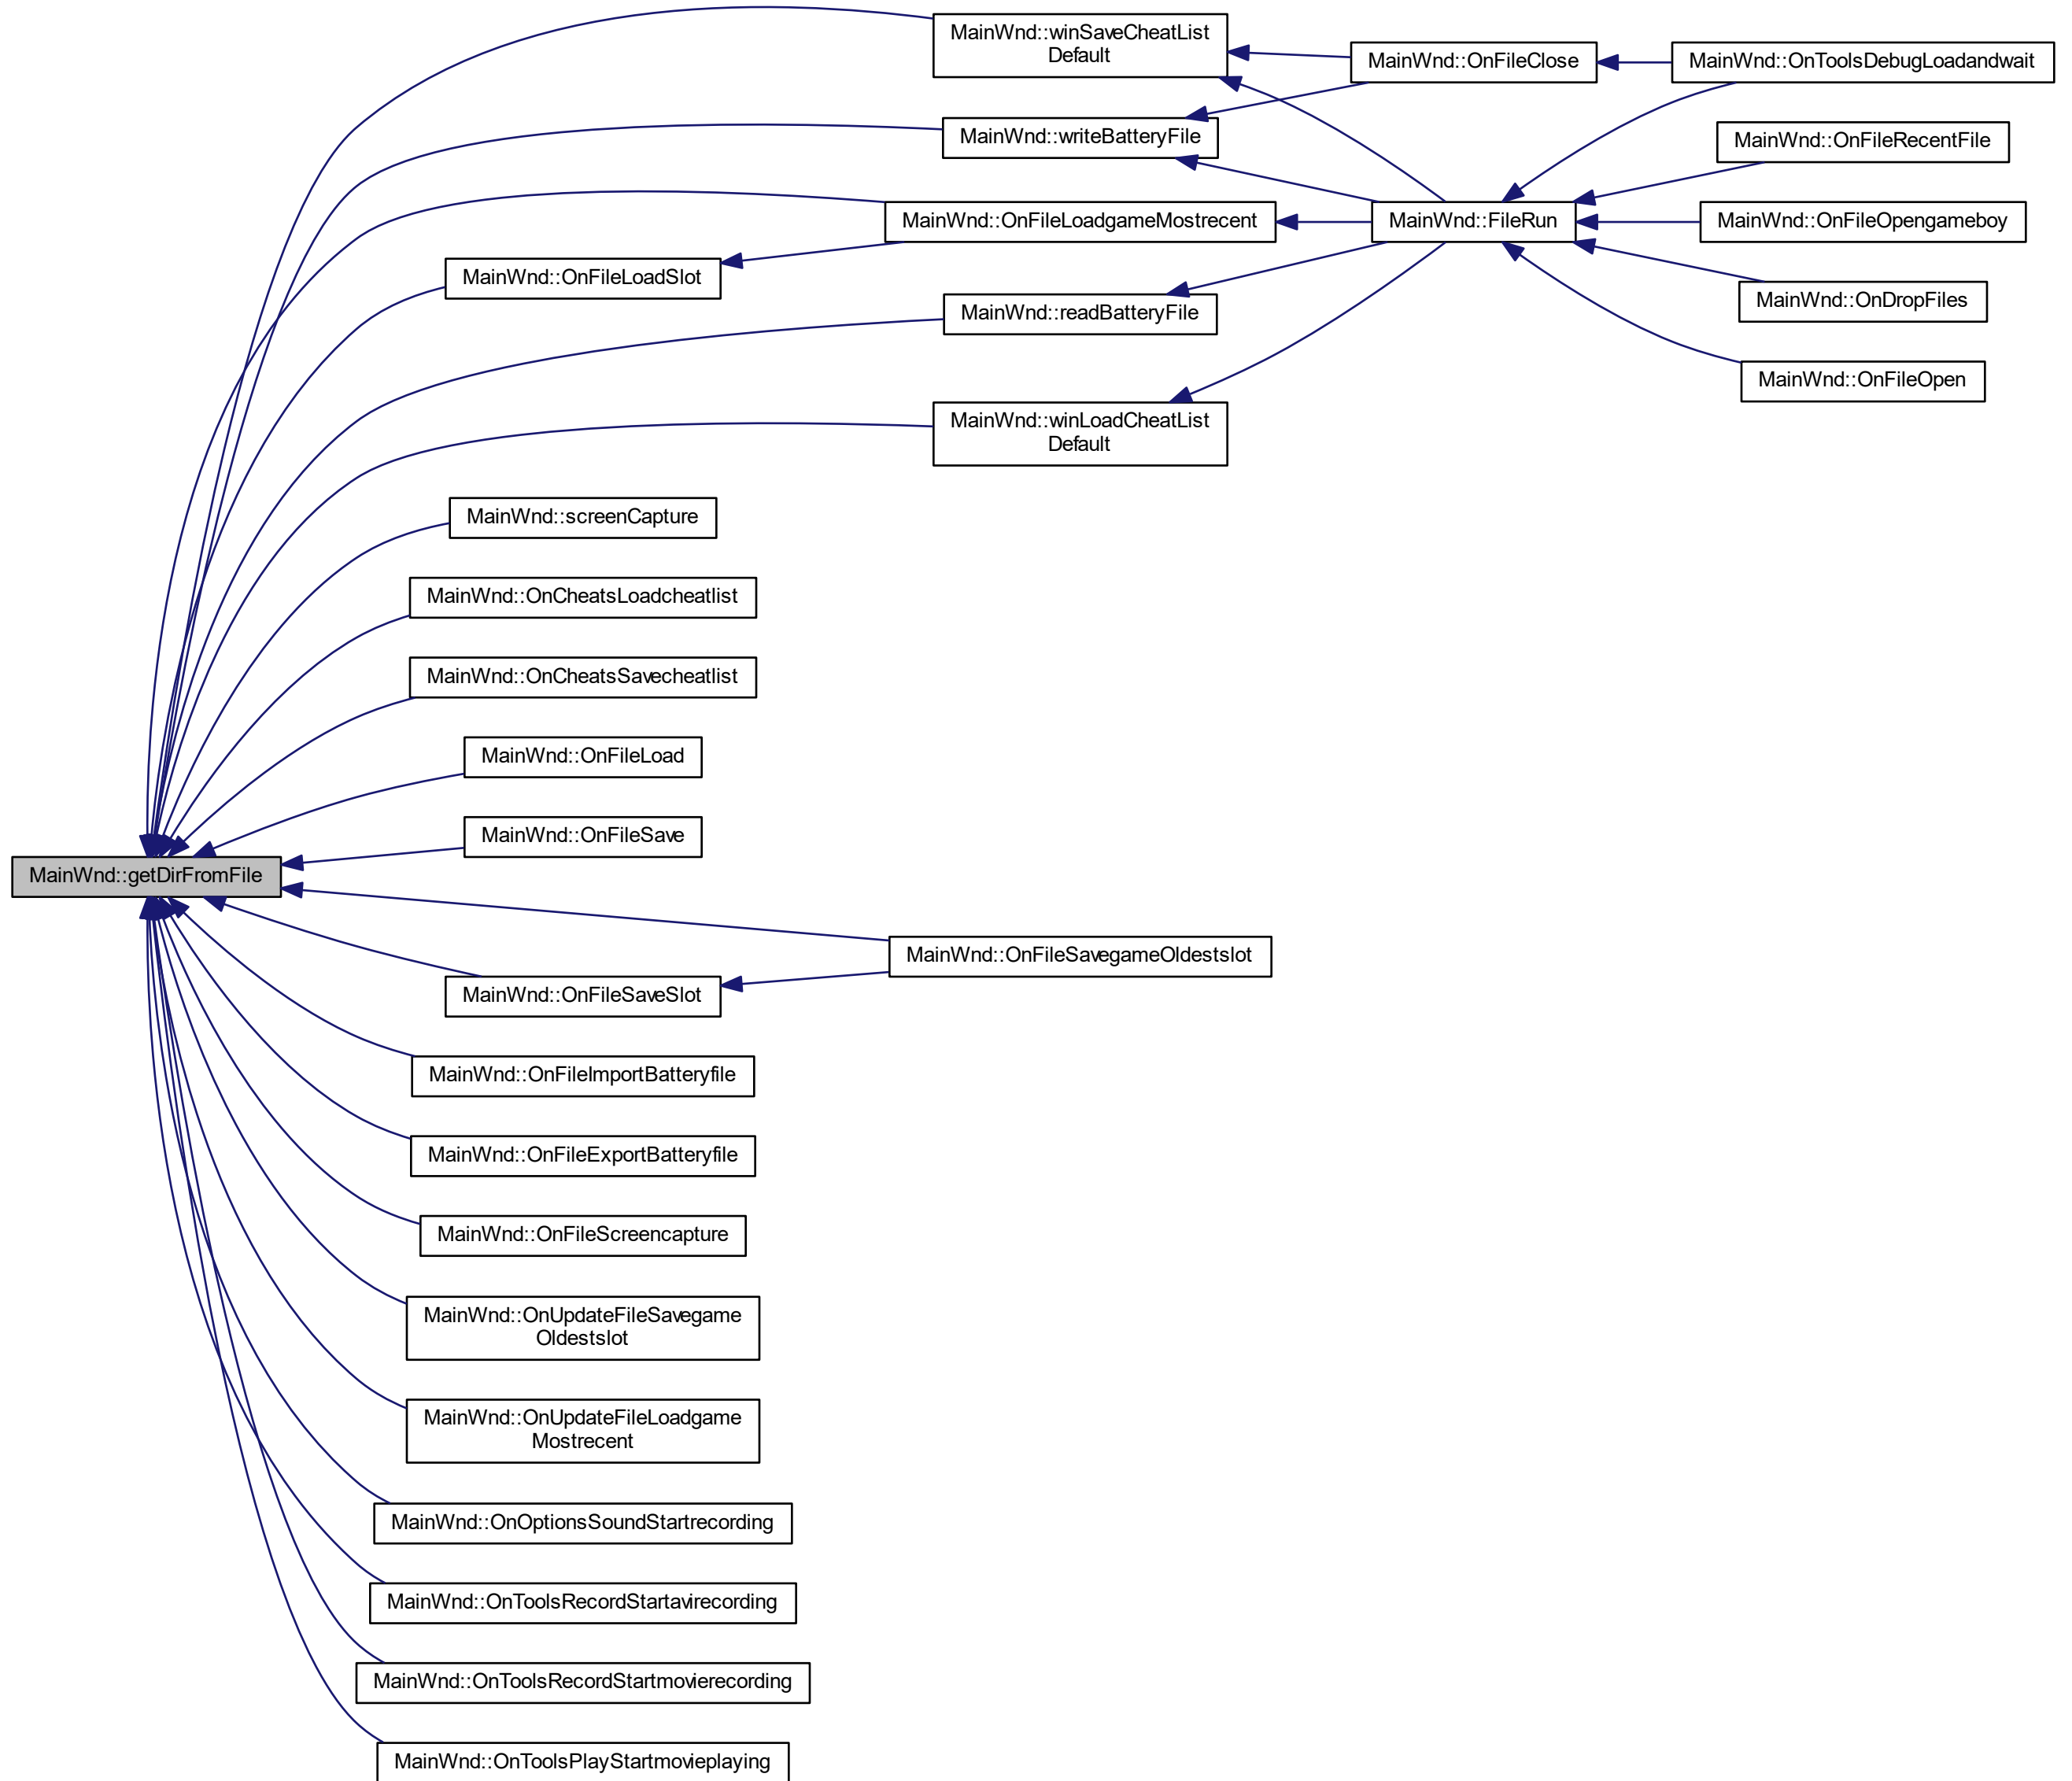 MainWnd::winSaveCheatList
Default
MainWnd::OnFileClose
MainWnd::OnToolsDebugLoadandwait
MainWnd::writeBatteryFile
MainWnd::OnFileRecentFile
MainWnd::OnFileLoadgameMostrecent
MainWnd::FileRun
MainWnd::OnFileOpengameboy
MainWnd::OnFileLoadSlot
MainWnd::OnDropFiles
MainWnd::readBatteryFile
MainWnd::OnFileOpen
MainWnd::winLoadCheatList
Default
MainWnd::screenCapture
MainWnd::OnCheatsLoadcheatlist
MainWnd::OnCheatsSavecheatlist
MainWnd::OnFileLoad
MainWnd::OnFileSave
MainWnd::getDirFromFile
MainWnd::OnFileSavegameOldestslot
MainWnd::OnFileSaveSlot
MainWnd::OnFileImportBatteryfile
MainWnd::OnFileExportBatteryfile
MainWnd::OnFileScreencapture
MainWnd::OnUpdateFileSavegame
Oldestslot
MainWnd::OnUpdateFileLoadgame
Mostrecent
MainWnd::OnOptionsSoundStartrecording
MainWnd::OnToolsRecordStartavirecording
MainWnd::OnToolsRecordStartmovierecording
MainWnd::OnToolsPlayStartmovieplaying